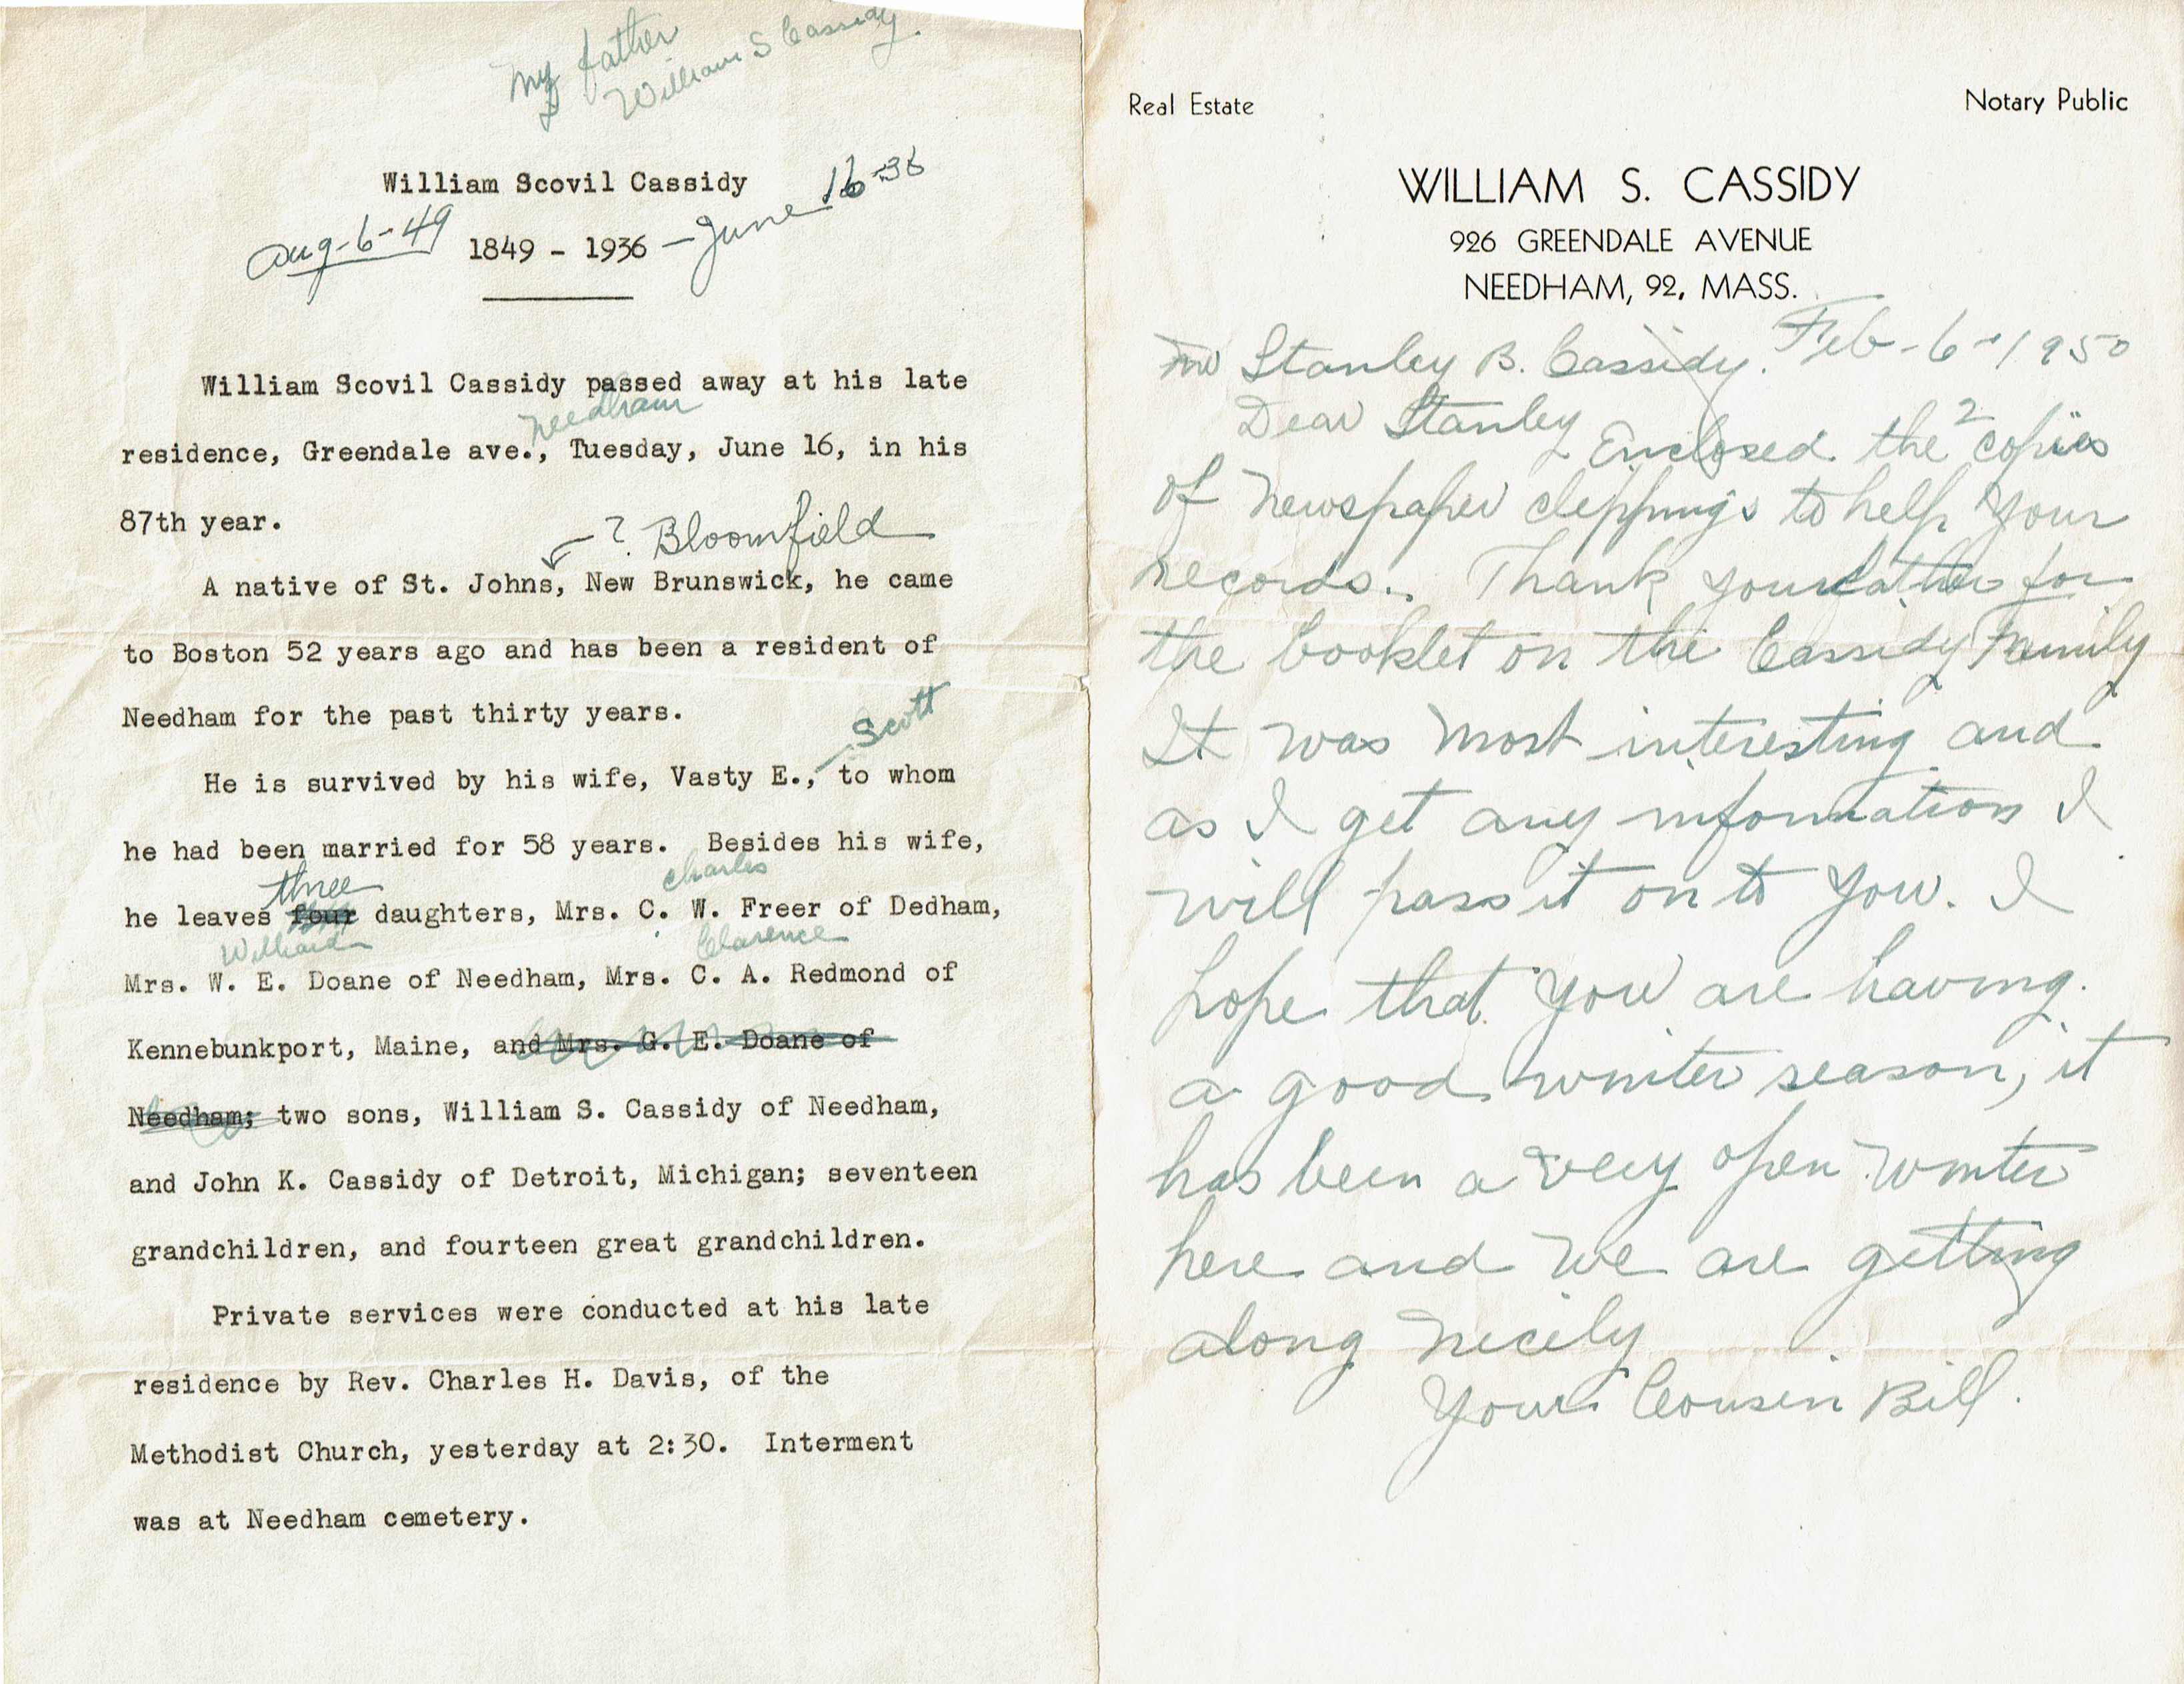 My father
William S Cassidy.
William Scovil Cassidy
Aug-6-49 1849 - 1936 - June 16-36
William Scovil Cassidy passed away at his late
Needham
residence, Greendale ave., Tuesday, June 16, in his
87th year.
? Bloomfield
A native of St. Johns, New Brunswick, he came
to Boston 52 years ago and has been a resident of
Needham for the past thirty years.
Scott
He is survived by his wife, Vasty E., to whom
he had been married for 58 years. Besides his wife,
three Charles
he leaves four daughters, Mrs. C. W. Freer of Dedham,
Willard Clarence
Mrs. W. E. Doane of Needham, Mrs. C. A. Redmond of
Kennebunkport, Maine, and Mrs. G. E. Doane of
Needham; two sons, William S. Cassidy of Needham,
and John K. Cassidy of Detroit, Michigan; seventeen
grandchildren, and fourteen great grandchildren.
Private services were conducted at his late
residence by Rev. Charles H. Davis, of the
Methodist Church, yesterday at 2:30. Interment
was at Needham cemetery.
Real Estate Notary Public
WILLIAM S. CASSIDY
926 GREENDALE AVENUE
NEEDHAM, 92, MASS.
Feb-6-1950
Stanley B. Cassidy.
Dear Stanley
Enclosed the 2 copies
of newspaper clippings to help your
records. Thank your father for
the booklet on the Cassidy Family
It was most interesting and
as I get any information I
will pass it on to you. I
hope that you are having
a good winter season, it
has been a very open winter
here and we are getting
along nicely
Your Cousin Bill.